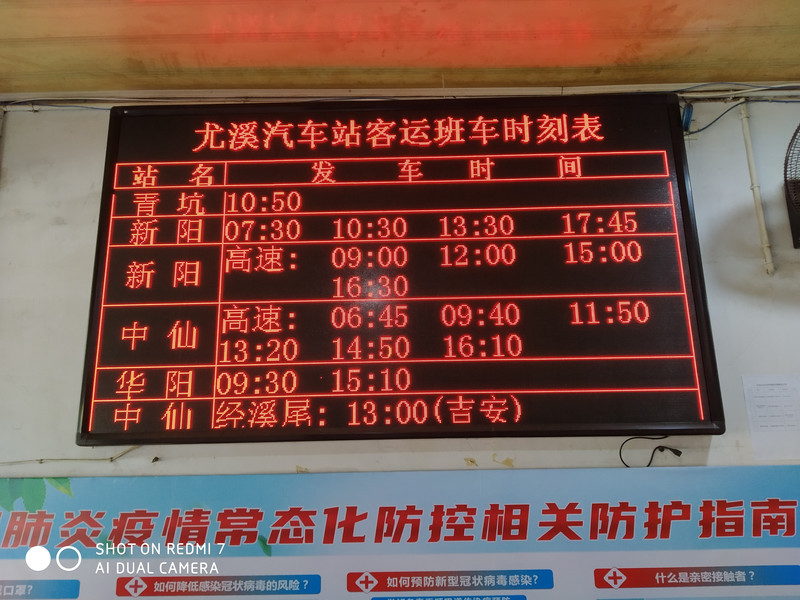 尤溪汽车站客运班车时刻表
站 名 发 车 时 间
青 坑 10:50
新 阳 07:30 10:30 13:30 17:45
新 阳 高速: 09:00 12:00 15:00
16:30
中 仙 高速: 06:45 09:40 11:50
13:20 14:50 16:10
华 阳 09:30 15:10
中 仙 经溪尾: 13:00(吉安)
肺炎疫情常态化防控相关防护指南
口罩?
如何降低感染冠状病毒的风险?
如何预防新型冠状病毒感染?
什么是亲密接触者?
SHOT ON REDMI 7
AI DUAL CAMERA